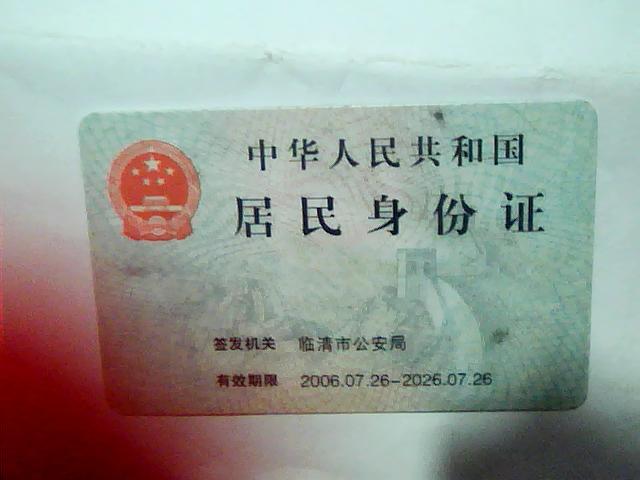 中华人民共和国
居民身份证
签发机关 临清市公安局
有效期限 2006.07.26-2026.07.26